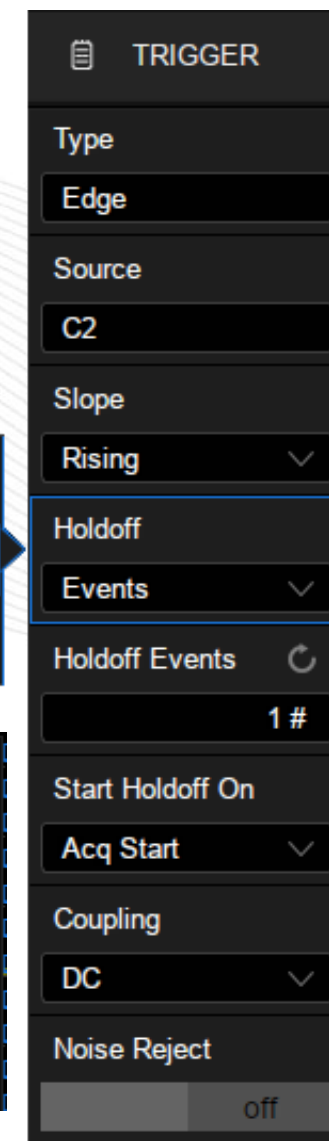 TRIGGER
Type
Edge
Source
C2
Slope
Rising
Holdoff
Events
Holdoff Events
1 #
Start Holdoff On
Acq Start
Coupling
DC
Noise Reject
off